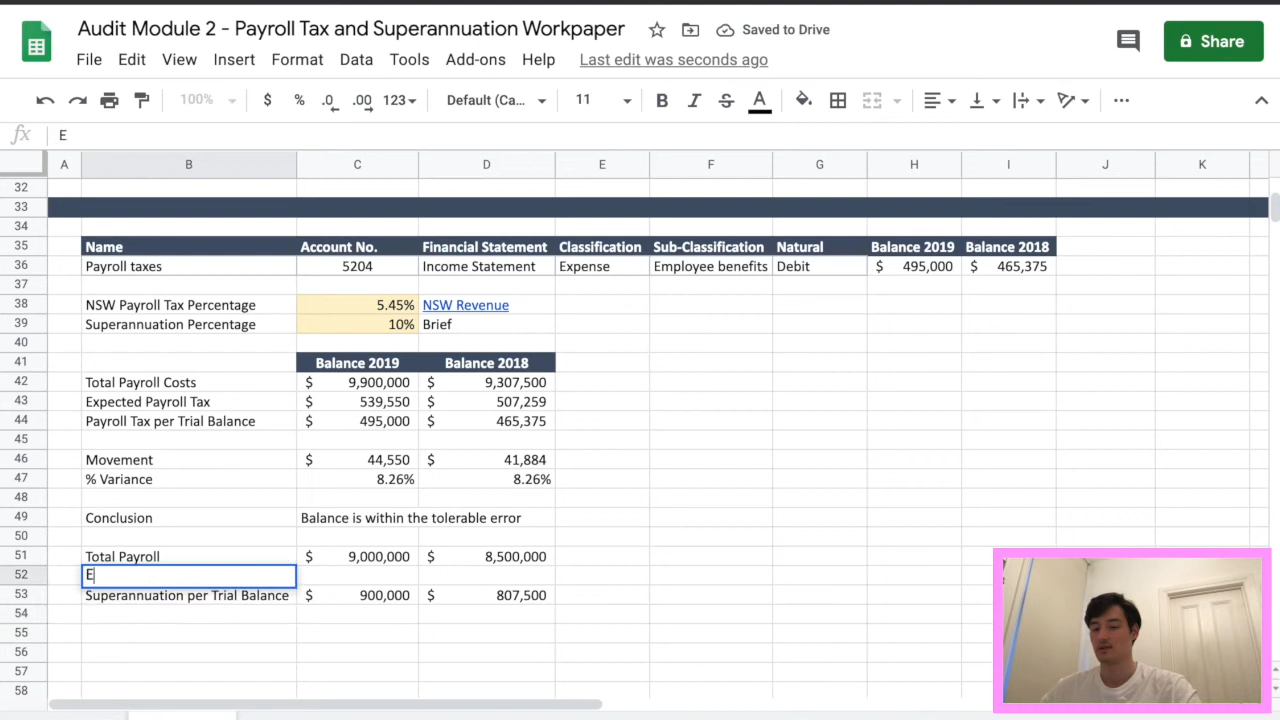 Audit Module 2 - Payroll Tax and Superannuation Workpaper Saved to Drive
File Edit View Insert Format Data Tools Add-ons Help Last edit was seconds ago
Share
100% $ % .0 .00 123 Default (Ca... 11 B I S A
fx E
A B C D E F G H I J K
32
33
34
35 Name Account No. Financial Statement Classification Sub-Classification Natural Balance 2019 Balance 2018
36 Payroll taxes 5204 Income Statement Expense Employee benefits Debit $ 495,000 $ 465,375
37
38 NSW Payroll Tax Percentage 5.45% NSW Revenue
39 Superannuation Percentage 10% Brief
40
41 Balance 2019 Balance 2018
42 Total Payroll Costs $ 9,900,000 $ 9,307,500
43 Expected Payroll Tax $ 539,550 $ 507,259
44 Payroll Tax per Trial Balance $ 495,000 $ 465,375
45
46 Movement $ 44,550 $ 41,884
47 % Variance 8.26% 8.26%
48
49 Conclusion Balance is within the tolerable error
50
51 Total Payroll $ 9,000,000 $ 8,500,000
52 E
53 Superannuation per Trial Balance $ 900,000 $ 807,500
54
55
56
57
58